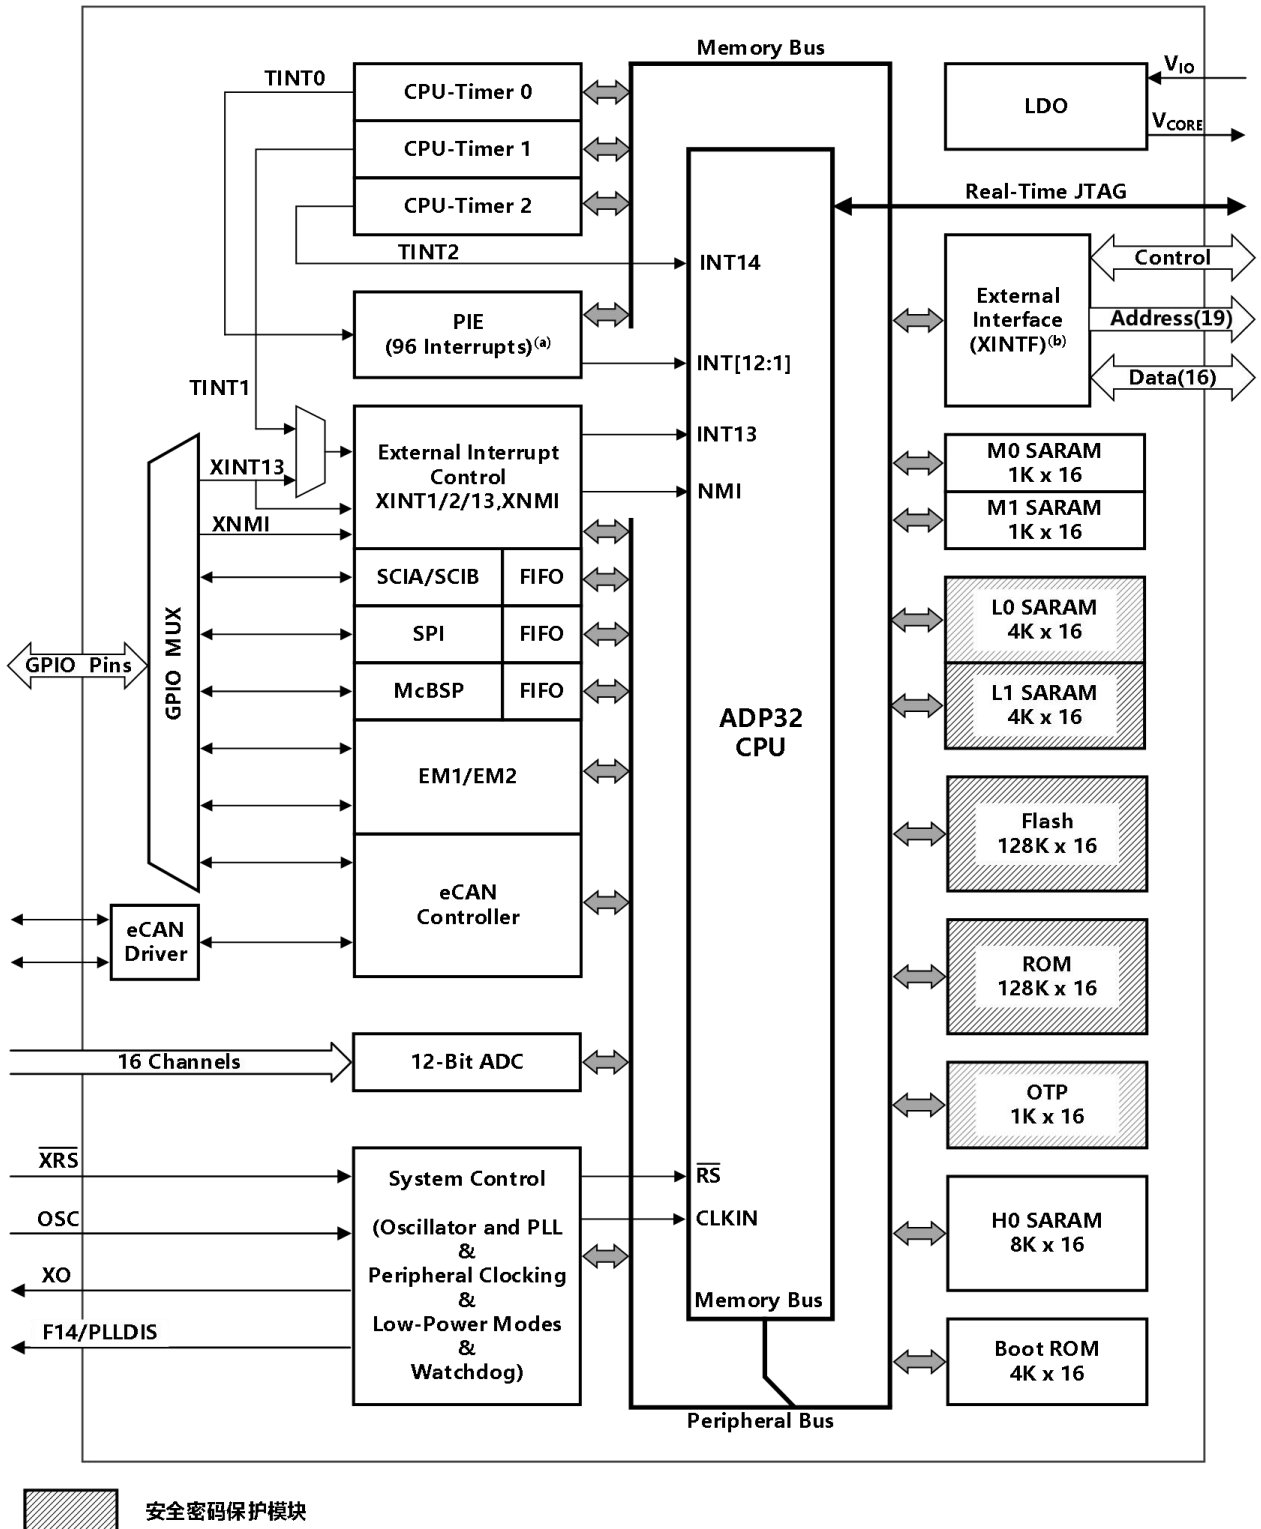 Memory Bus
TINT0
CPU-Timer 0
CPU-Timer 1
CPU-Timer 2
TINT2
LDO
VIO
VCORE
Real-Time JTAG
INT14
PIE
(96 Interrupts)(a)
INT[12:1]
TINT1
External
Interface
(XINTF)(b)
Control
Address(19)
Data(16)
External Interrupt
Control
XINT1/2/13,XNMI
INT13
NMI
XINT13
XNMI
M0 SARAM
1K x 16
M1 SARAM
1K x 16
SCIA/SCIB
FIFO
SPI
FIFO
McBSP
FIFO
GPIO Pins
GPIO MUX
L0 SARAM
4K x 16
L1 SARAM
4K x 16
ADP32
CPU
EM1/EM2
Flash
128K x 16
eCAN
Controller
eCAN
Driver
ROM
128K x 16
16 Channels
12-Bit ADC
OTP
1K x 16
XRS
OSC
XO
F14/PLLDIS
System Control
(Oscillator and PLL
&
Peripheral Clocking
&
Low-Power Modes
&
Watchdog)
RS
CLKIN
H0 SARAM
8K x 16
Memory Bus
Boot ROM
4K x 16
Peripheral Bus
安全密码保护模块